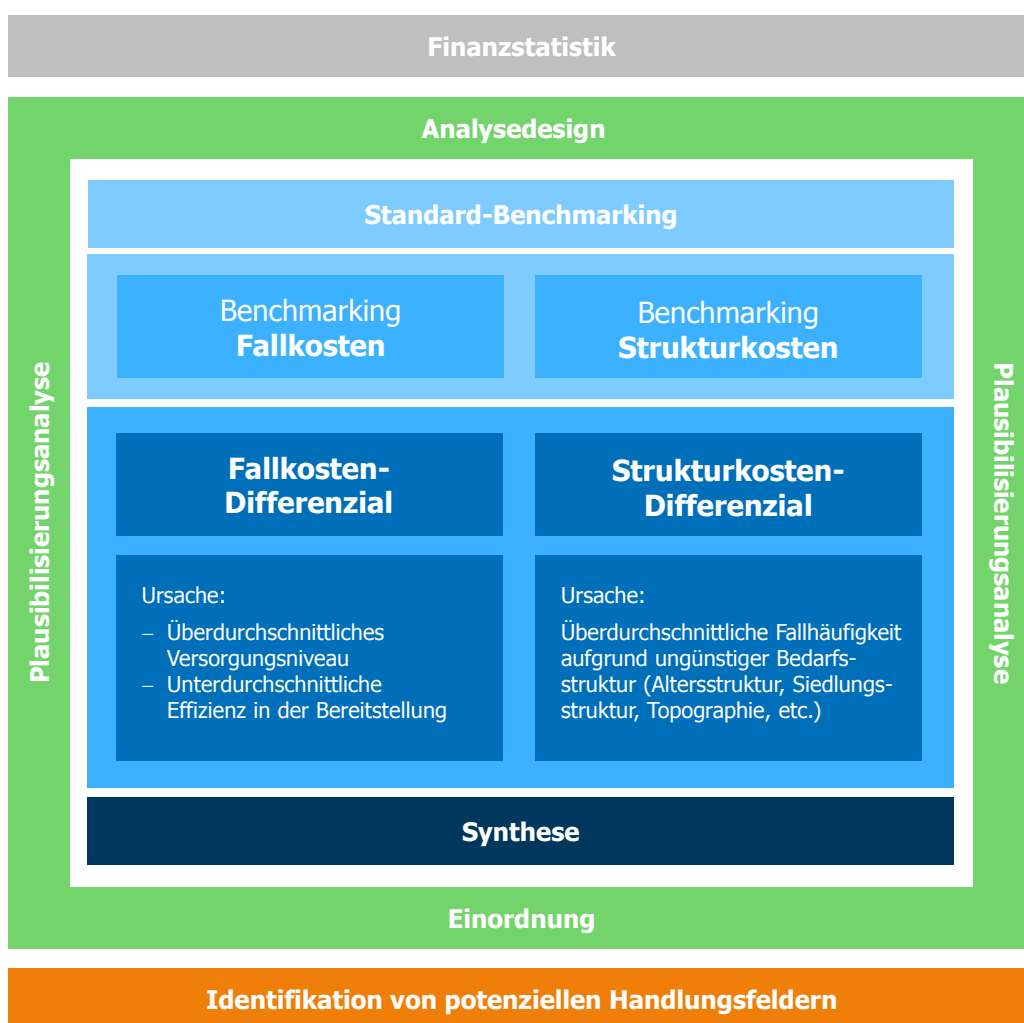 Finanzstatistik
Analysedesign
Plausibilisierungsanalyse
Standard-Benchmarking
Benchmarking
Fallkosten
Benchmarking
Strukturkosten
Fallkosten-
Differenzial
Strukturkosten-
Differenzial
Ursache:
– Überdurchschnittliches
Versorgungsniveau
– Unterdurchschnittliche
Effizienz in der Bereitstellung
Ursache:
Überdurchschnittliche Fallhäufigkeit
aufgrund ungünstiger Bedarfs-
struktur (Altersstruktur, Siedlungs-
struktur, Topographie, etc.)
Plausibilisierungsanalyse
Synthese
Einordnung
Identifikation von potenziellen Handlungsfeldern